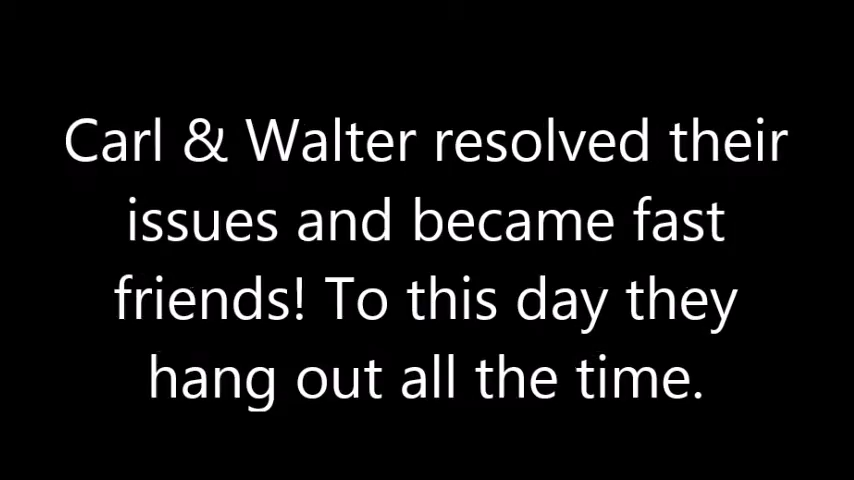 Carl & Walter resolved their
issues and became fast
friends! To this day they
hang out all the time.